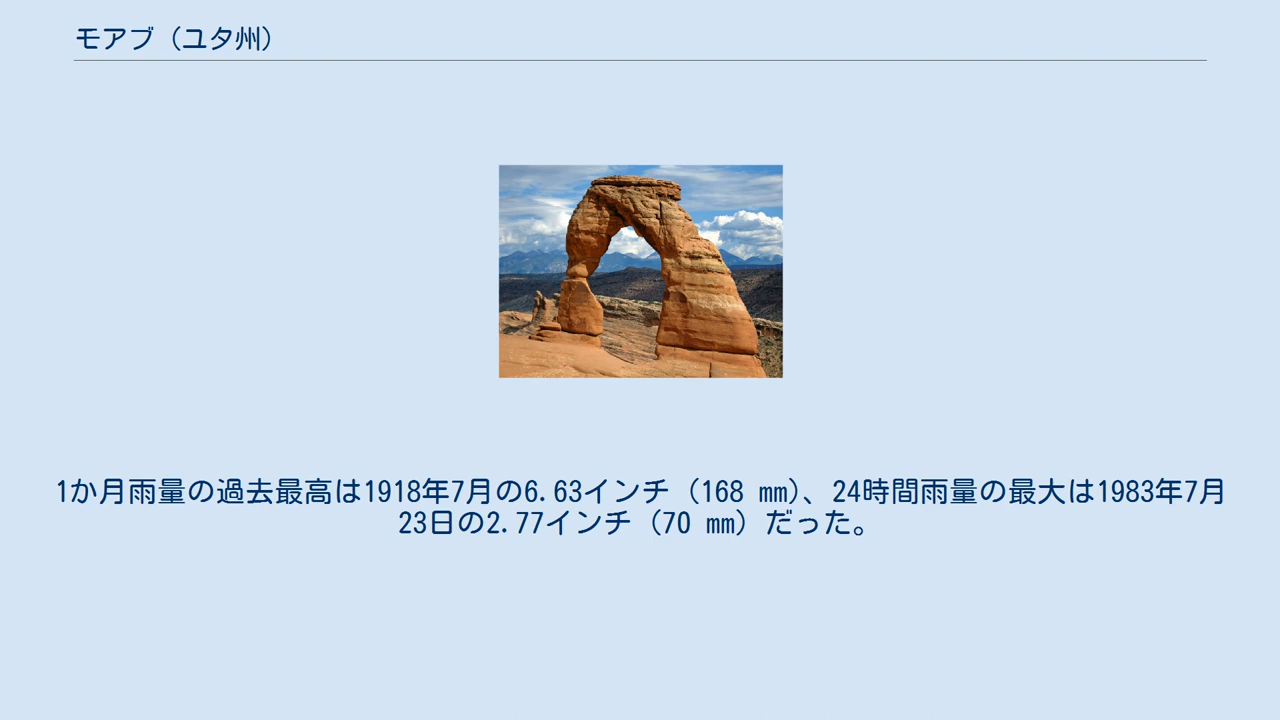 モアブ（ユタ州）
1か月雨量の過去最高は1918年7月の6.63インチ（168 mm）、24時間雨量の最大は1983年7月
23日の2.77インチ（70 mm）だった。